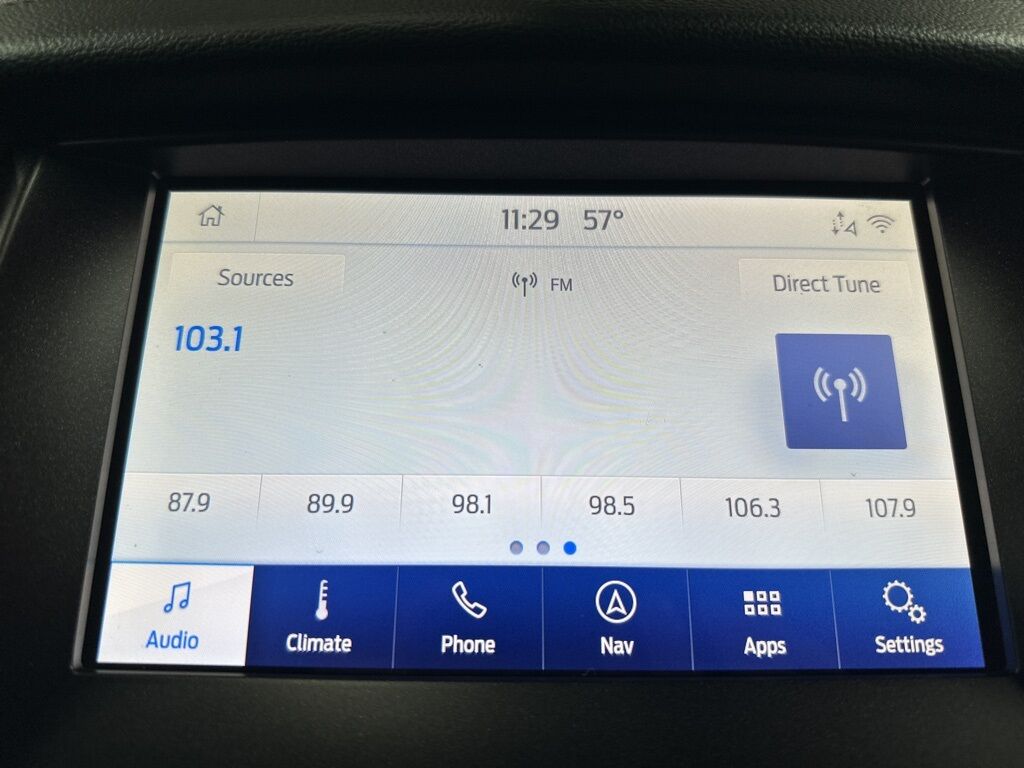 11:29 57°
Sources FM Direct Tune
103.1
87.9 89.9 98.1 98.5 106.3 107.9
Audio Climate Phone Nav Apps Settings